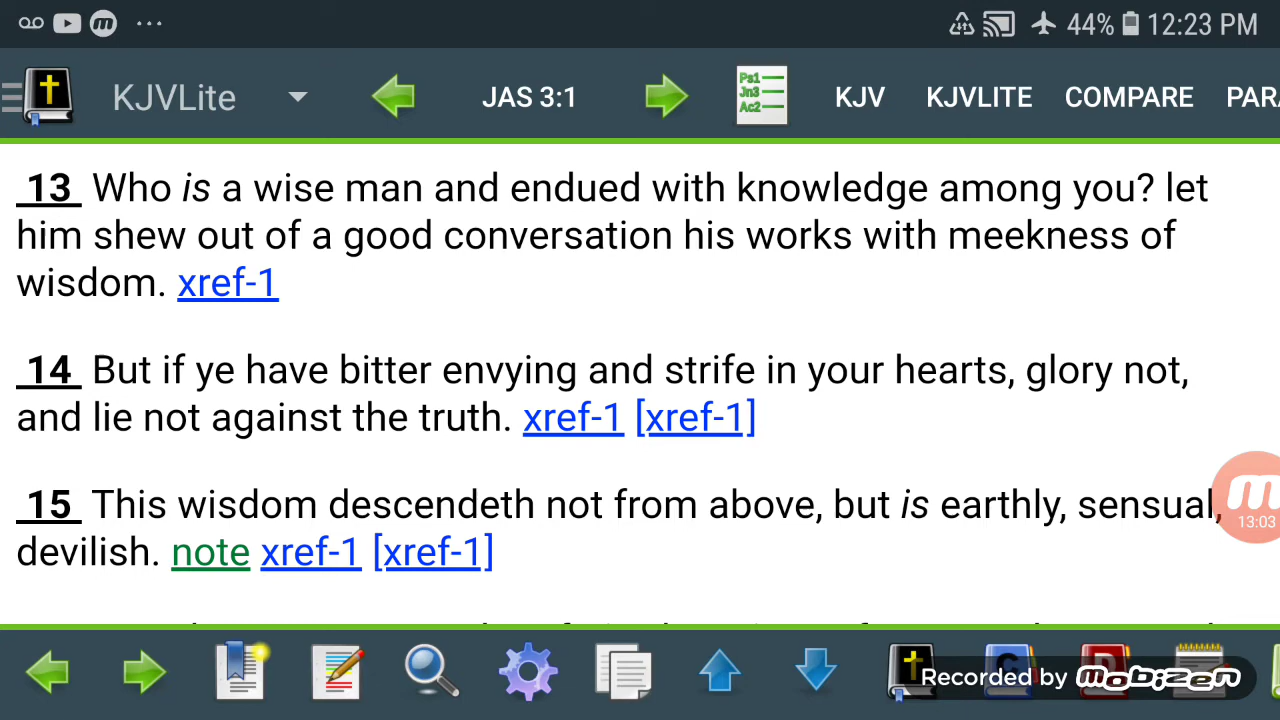 44% 12:23 PM
KJVLite JAS 3:1 Ps1 Jn3 Ac2 KJV KJVLITE COMPARE PAR
13 Who is a wise man and endued with knowledge among you? let
him shew out of a good conversation his works with meekness of
wisdom. xref-1
14 But if ye have bitter envying and strife in your hearts, glory not,
and lie not against the truth. xref-1 [xref-1]
15 This wisdom descendeth not from above, but is earthly, sensual,
13:03
devilish. note xref-1 [xref-1]
Recorded by mobizen